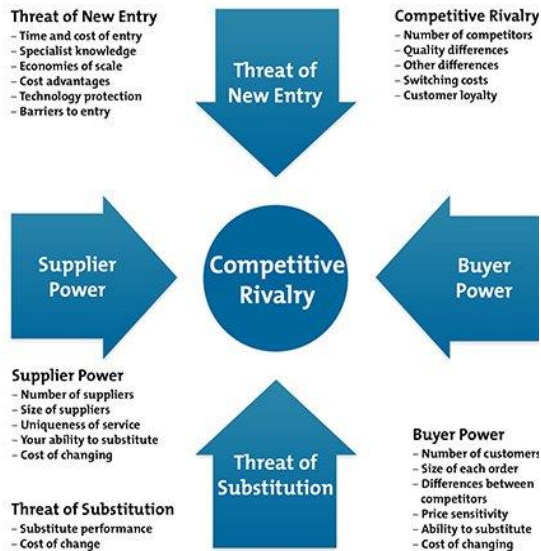 Threat of New Entry
– Time and cost of entry
– Specialist knowledge
– Economies of scale
– Cost advantages
– Technology protection
– Barriers to entry
Threat of
New Entry
Competitive Rivalry
– Number of competitors
– Quality differences
– Other differences
– Switching costs
– Customer loyalty
Supplier
Power
Competitive
Rivalry
Buyer
Power
Supplier Power
– Number of suppliers
– Size of suppliers
– Uniqueness of service
– Your ability to substitute
– Cost of changing
Threat of
Substitution
Buyer Power
– Number of customers
– Size of each order
– Differences between
competitors
– Price sensitivity
– Ability to substitute
– Cost of changing
Threat of Substitution
– Substitute performance
– Cost of change